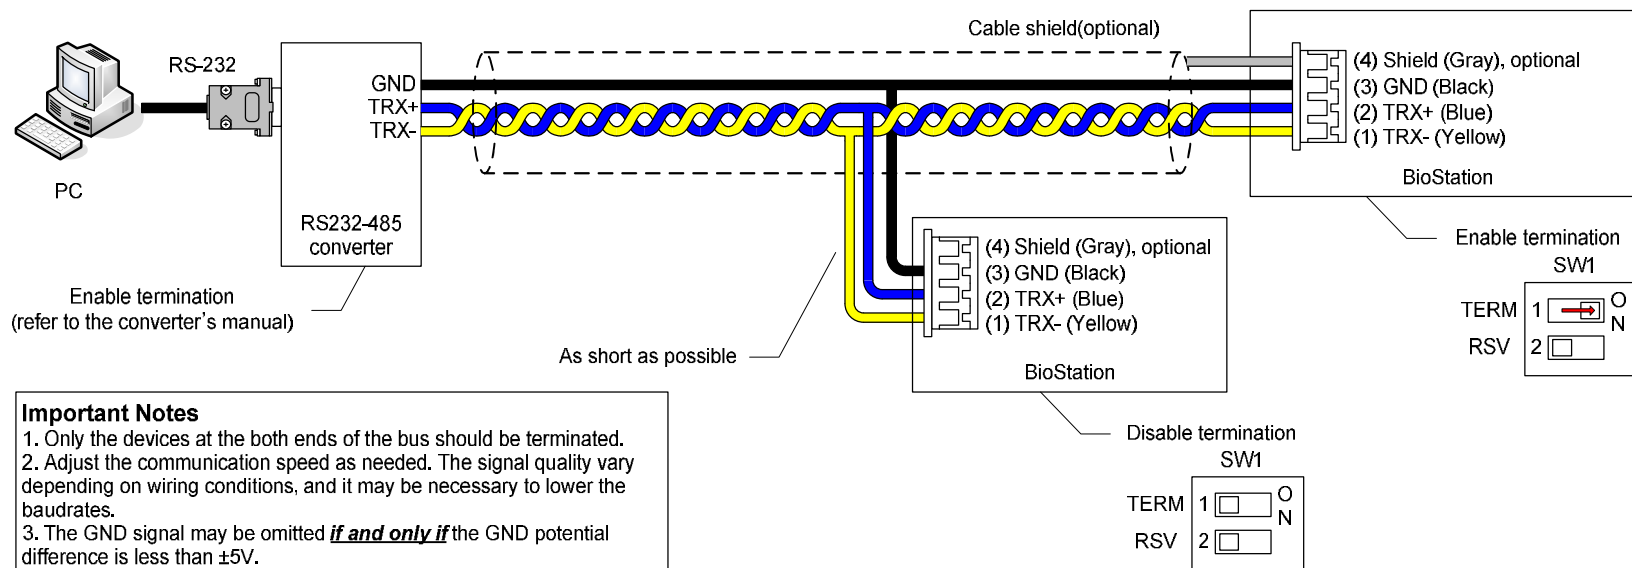 Cable shield(optional)
RS-232
PC
GND
TRX+
TRX-
RS232-485
converter
Enable termination
(refer to the converter's manual)
(4) Shield (Gray), optional
(3) GND (Black)
(2) TRX+ (Blue)
(1) TRX- (Yellow)
BioStation
Enable termination
SW1
TERM 1 ON
RSV 2
As short as possible
(4) Shield (Gray), optional
(3) GND (Black)
(2) TRX+ (Blue)
(1) TRX- (Yellow)
BioStation
Disable termination
SW1
TERM 1 ON
RSV 2
Important Notes
1. Only the devices at the both ends of the bus should be terminated.
2. Adjust the communication speed as needed. The signal quality vary
depending on wiring conditions, and it may be necessary to lower the
baudrates.
3. The GND signal may be omitted if and only if the GND potential
difference is less than ±5V.